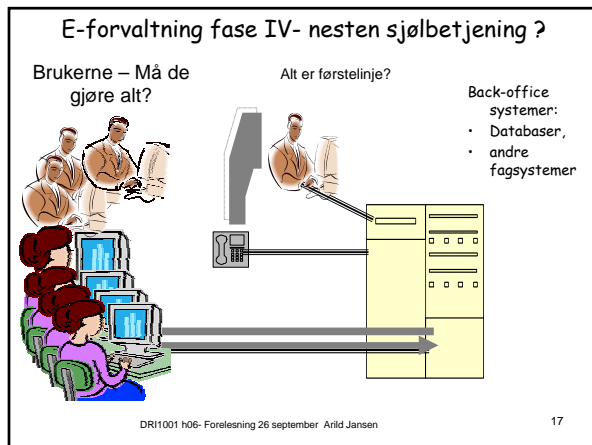 E-forvaltning fase IV- nesten sjølbetjening ?
Brukerne – Må de
gjøre alt?
Alt er førstelinje?
Back-office
systemer:
• Databaser,
• andre
fagsystemer
DRI1001 h06- Forelesning 26 september Arild Jansen
17